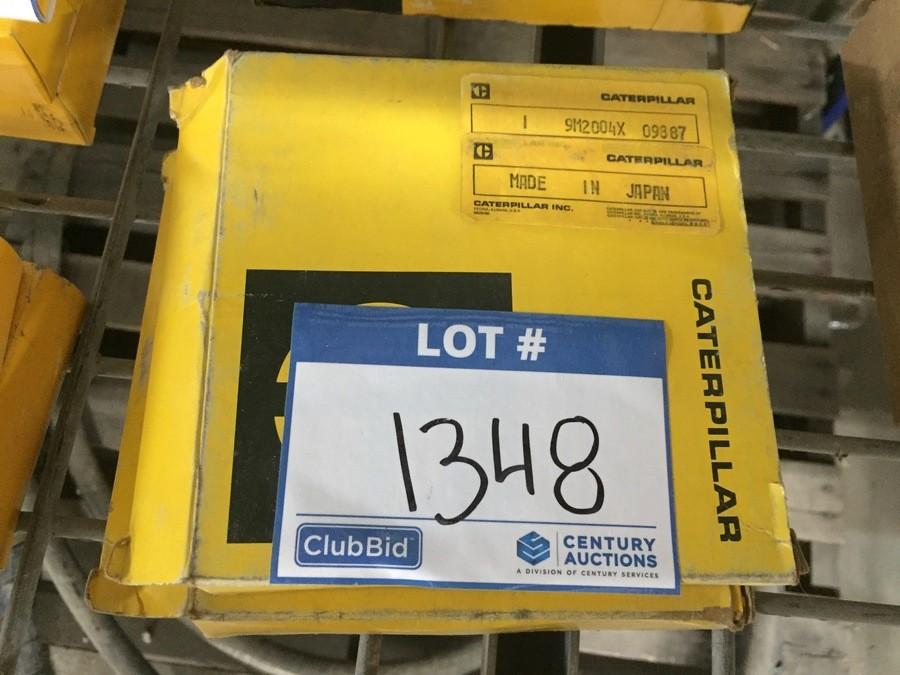 CATERPILLAR
1 9M2004X 09887
CATERPILLAR
MADE IN JAPAN
CATERPILLAR INC.
CATERPILLAR
LOT #
1348
ClubBid
CENTURY
AUCTIONS
A DIVISION OF CENTURY SERVICES